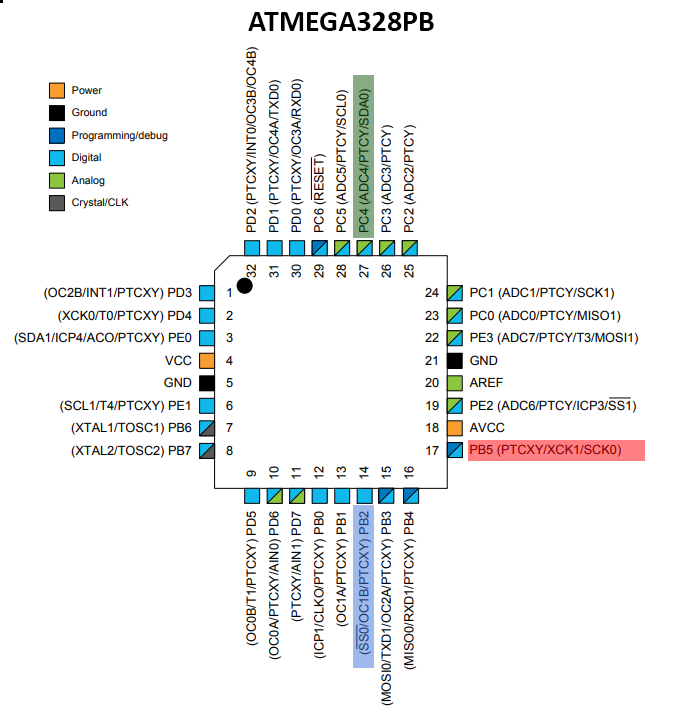 ATMEGA328PB
Power
Ground
Programming/debug
Digital
Analog
Crystal/CLK
PD2 (PTCXY/INT0/OC3B/OC4B)
PD1 (PTCXY/OC4A/TXD0)
PD0 (PTCXY/OC3A/RXD0)
PC6 (RESET)
PC5 (ADC5/PTCY/SCL0)
PC4 (ADC4/PTCY/SDA0)
PC3 (ADC3/PTCY)
PC2 (ADC2/PTCY)
32
31
30
29
28
27
26
25
(OC2B/INT1/PTCXY) PD3 1
(XCK0/T0/PTCXY) PD4 2
(SDA1/ICP4/ACO/PTCXY) PE0 3
VCC 4
GND 5
(SCL1/T4/PTCXY) PE1 6
(XTAL1/TOSC1) PB6 7
(XTAL2/TOSC2) PB7 8
24 PC1 (ADC1/PTCY/SCK1)
23 PC0 (ADC0/PTCY/MISO1)
22 PE3 (ADC7/PTCY/T3/MOSI1)
21 GND
20 AREF
19 PE2 (ADC6/PTCY/ICP3/SS1)
18 AVCC
17 PB5 (PTCXY/XCK1/SCK0)
9
10
11
12
13
14
15
16
(OC0B/T1/PTCXY) PD5
(OC0A/PTCXY/AIN0) PD6
(PTCXY/AIN1) PD7
(ICP1/CLKO/PTCXY) PB0
(OC1A/PTCXY) PB1
(SS0/OC1B/PTCXY) PB2
(MOSI0/TXD1/OC2A/PTCXY) PB3
(MISO0/RXD1/PTCXY) PB4